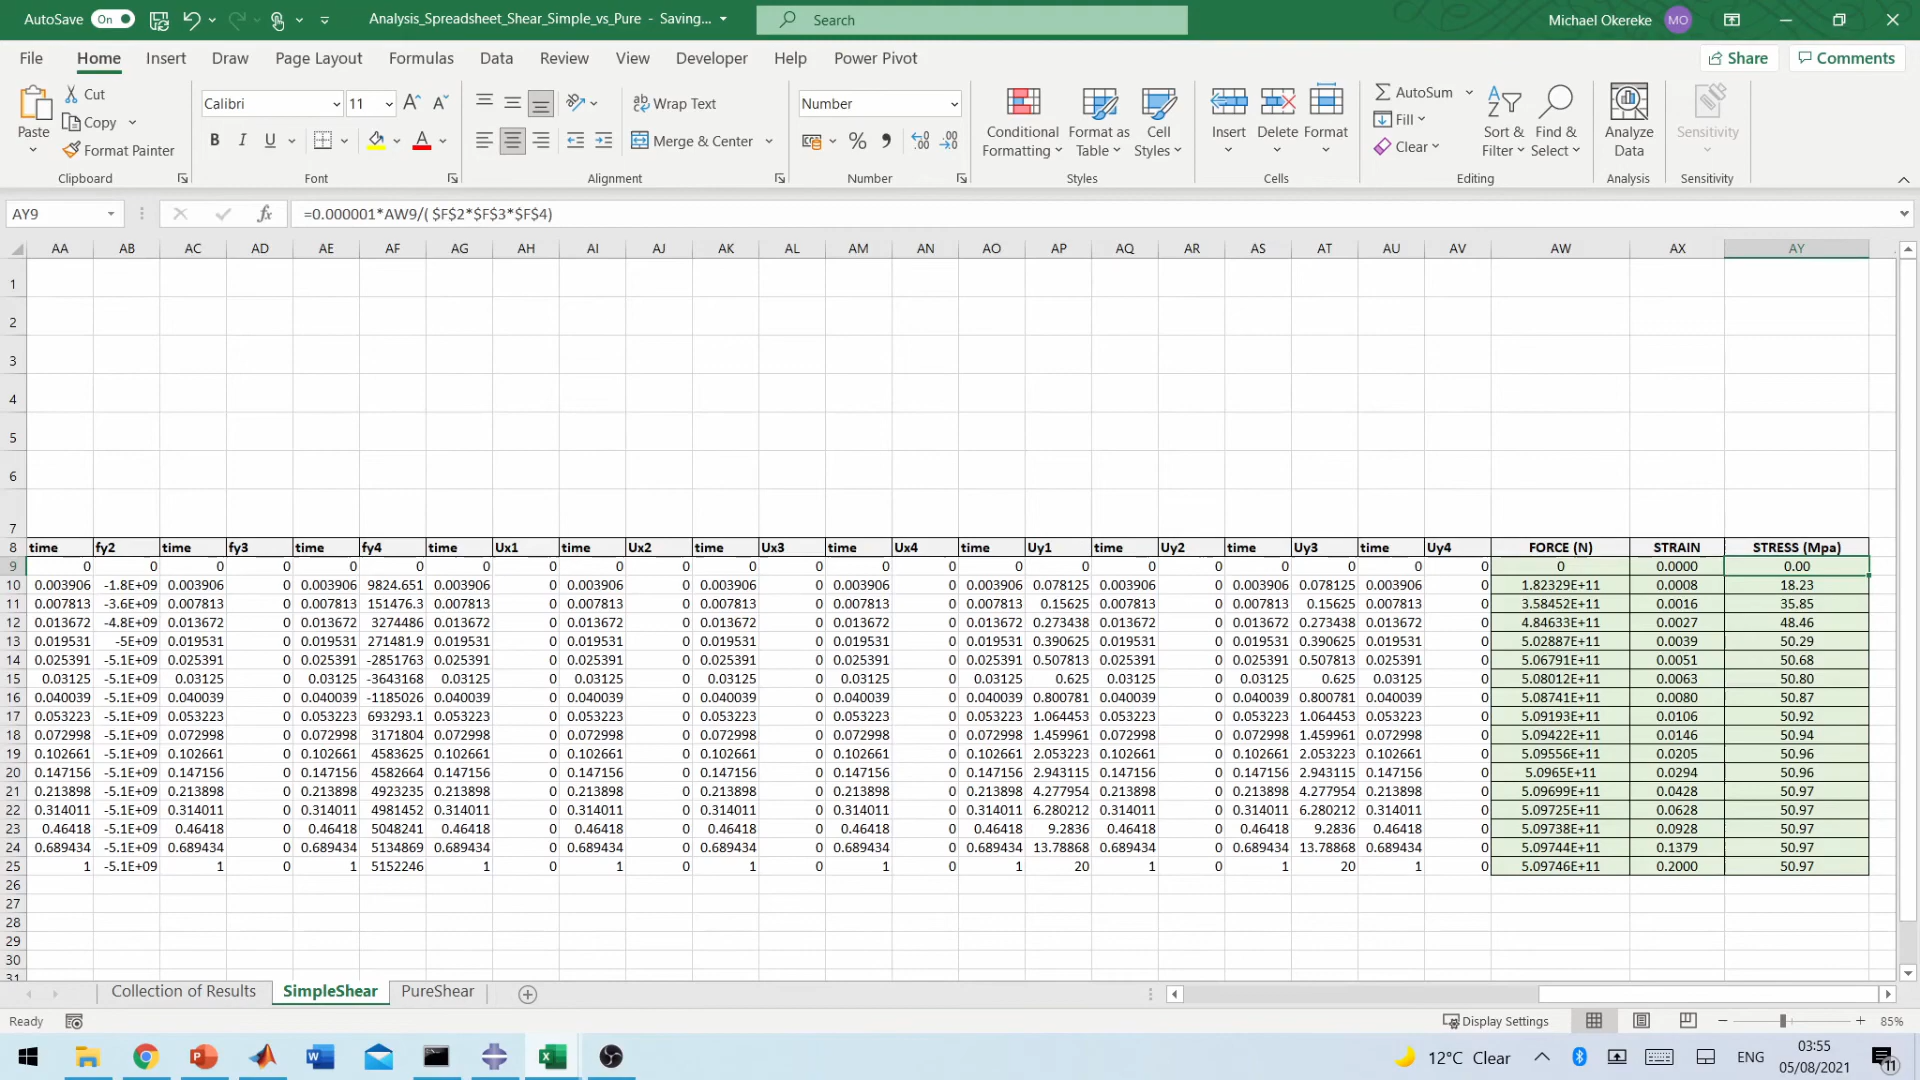 AutoSave On Analysis_Spreadsheet_Shear_Simple_vs_Pure - Saving... Search Michael Okereke MO
File Home Insert Draw Page Layout Formulas Data Review View Developer Help Power Pivot Share Comments
Paste Cut Copy Format Painter Clipboard
Calibri 11 B I U Font
Wrap Text Merge & Center Alignment
Number % , Number
Conditional Formatting Format as Table Cell Styles Styles
Insert Delete Format Cells
AutoSum Fill Clear Sort & Filter Find & Select Editing
Analyze Data Analysis
Sensitivity Sensitivity
AY9 fx =0.000001*AW9/( $F$2*$F$3*$F$4)
AA AB AC AD AE AF AG AH AI AJ AK AL AM AN AO AP AQ AR AS AT AU AV AW AX AY
1
2
3
4
5
6
7
8 time fy2 time fy3 time fy4 time Ux1 time Ux2 time Ux3 time Ux4 time Uy1 time Uy2 time Uy3 time Uy4 FORCE (N) STRAIN STRESS (Mpa)
9 0 0 0 0 0 0 0 0 0 0 0 0 0 0 0 0 0 0 0 0 0 0 0 0.0000 0.00
10 0.003906 -1.8E+09 0.003906 0 0.003906 9824.651 0.003906 0 0.003906 0 0.003906 0 0.003906 0 0.003906 0.078125 0.003906 0 0.003906 0.078125 0.003906 0 1.82329E+11 0.0008 18.23
11 0.007813 -3.6E+09 0.007813 0 0.007813 151476.3 0.007813 0 0.007813 0 0.007813 0 0.007813 0 0.007813 0.15625 0.007813 0 0.007813 0.15625 0.007813 0 3.58452E+11 0.0016 35.85
12 0.013672 -4.8E+09 0.013672 0 0.013672 3274486 0.013672 0 0.013672 0 0.013672 0 0.013672 0 0.013672 0.273438 0.013672 0 0.013672 0.273438 0.013672 0 4.84633E+11 0.0027 48.46
13 0.019531 -5E+09 0.019531 0 0.019531 271481.9 0.019531 0 0.019531 0 0.019531 0 0.019531 0 0.019531 0.390625 0.019531 0 0.019531 0.390625 0.019531 0 5.02887E+11 0.0039 50.29
14 0.025391 -5.1E+09 0.025391 0 0.025391 -2851763 0.025391 0 0.025391 0 0.025391 0 0.025391 0 0.025391 0.507813 0.025391 0 0.025391 0.507813 0.025391 0 5.06791E+11 0.0051 50.68
15 0.03125 -5.1E+09 0.03125 0 0.03125 -3643168 0.03125 0 0.03125 0 0.03125 0 0.03125 0 0.03125 0.625 0.03125 0 0.03125 0.625 0.03125 0 5.08012E+11 0.0063 50.80
16 0.040039 -5.1E+09 0.040039 0 0.040039 -1185026 0.040039 0 0.040039 0 0.040039 0 0.040039 0 0.040039 0.800781 0.040039 0 0.040039 0.800781 0.040039 0 5.08741E+11 0.0080 50.87
17 0.053223 -5.1E+09 0.053223 0 0.053223 693293.1 0.053223 0 0.053223 0 0.053223 0 0.053223 0 0.053223 1.064453 0.053223 0 0.053223 1.064453 0.053223 0 5.09193E+11 0.0106 50.92
18 0.072998 -5.1E+09 0.072998 0 0.072998 3171804 0.072998 0 0.072998 0 0.072998 0 0.072998 0 0.072998 1.459961 0.072998 0 0.072998 1.459961 0.072998 0 5.09422E+11 0.0146 50.94
19 0.102661 -5.1E+09 0.102661 0 0.102661 4583625 0.102661 0 0.102661 0 0.102661 0 0.102661 0 0.102661 2.053223 0.102661 0 0.102661 2.053223 0.102661 0 5.09556E+11 0.0205 50.96
20 0.147156 -5.1E+09 0.147156 0 0.147156 4582664 0.147156 0 0.147156 0 0.147156 0 0.147156 0 0.147156 2.943115 0.147156 0 0.147156 2.943115 0.147156 0 5.0965E+11 0.0294 50.96
21 0.213898 -5.1E+09 0.213898 0 0.213898 4923235 0.213898 0 0.213898 0 0.213898 0 0.213898 0 0.213898 4.277954 0.213898 0 0.213898 4.277954 0.213898 0 5.09699E+11 0.0428 50.97
22 0.314011 -5.1E+09 0.314011 0 0.314011 4981452 0.314011 0 0.314011 0 0.314011 0 0.314011 0 0.314011 6.280212 0.314011 0 0.314011 6.280212 0.314011 0 5.09725E+11 0.0628 50.97
23 0.46418 -5.1E+09 0.46418 0 0.46418 5048241 0.46418 0 0.46418 0 0.46418 0 0.46418 0 0.46418 9.2836 0.46418 0 0.46418 9.2836 0.46418 0 5.09738E+11 0.0928 50.97
24 0.689434 -5.1E+09 0.689434 0 0.689434 5134869 0.689434 0 0.689434 0 0.689434 0 0.689434 0 0.689434 13.78868 0.689434 0 0.689434 13.78868 0.689434 0 5.09744E+11 0.1379 50.97
25 1 -5.1E+09 1 0 1 5152246 1 0 1 0 1 0 1 0 1 20 1 0 1 20 1 0 5.09746E+11 0.2000 50.97
26
27
28
29
30
31
Collection of Results SimpleShear PureShear
Ready Display Settings 85%
12°C Clear ENG 03:55
05/08/2021 11